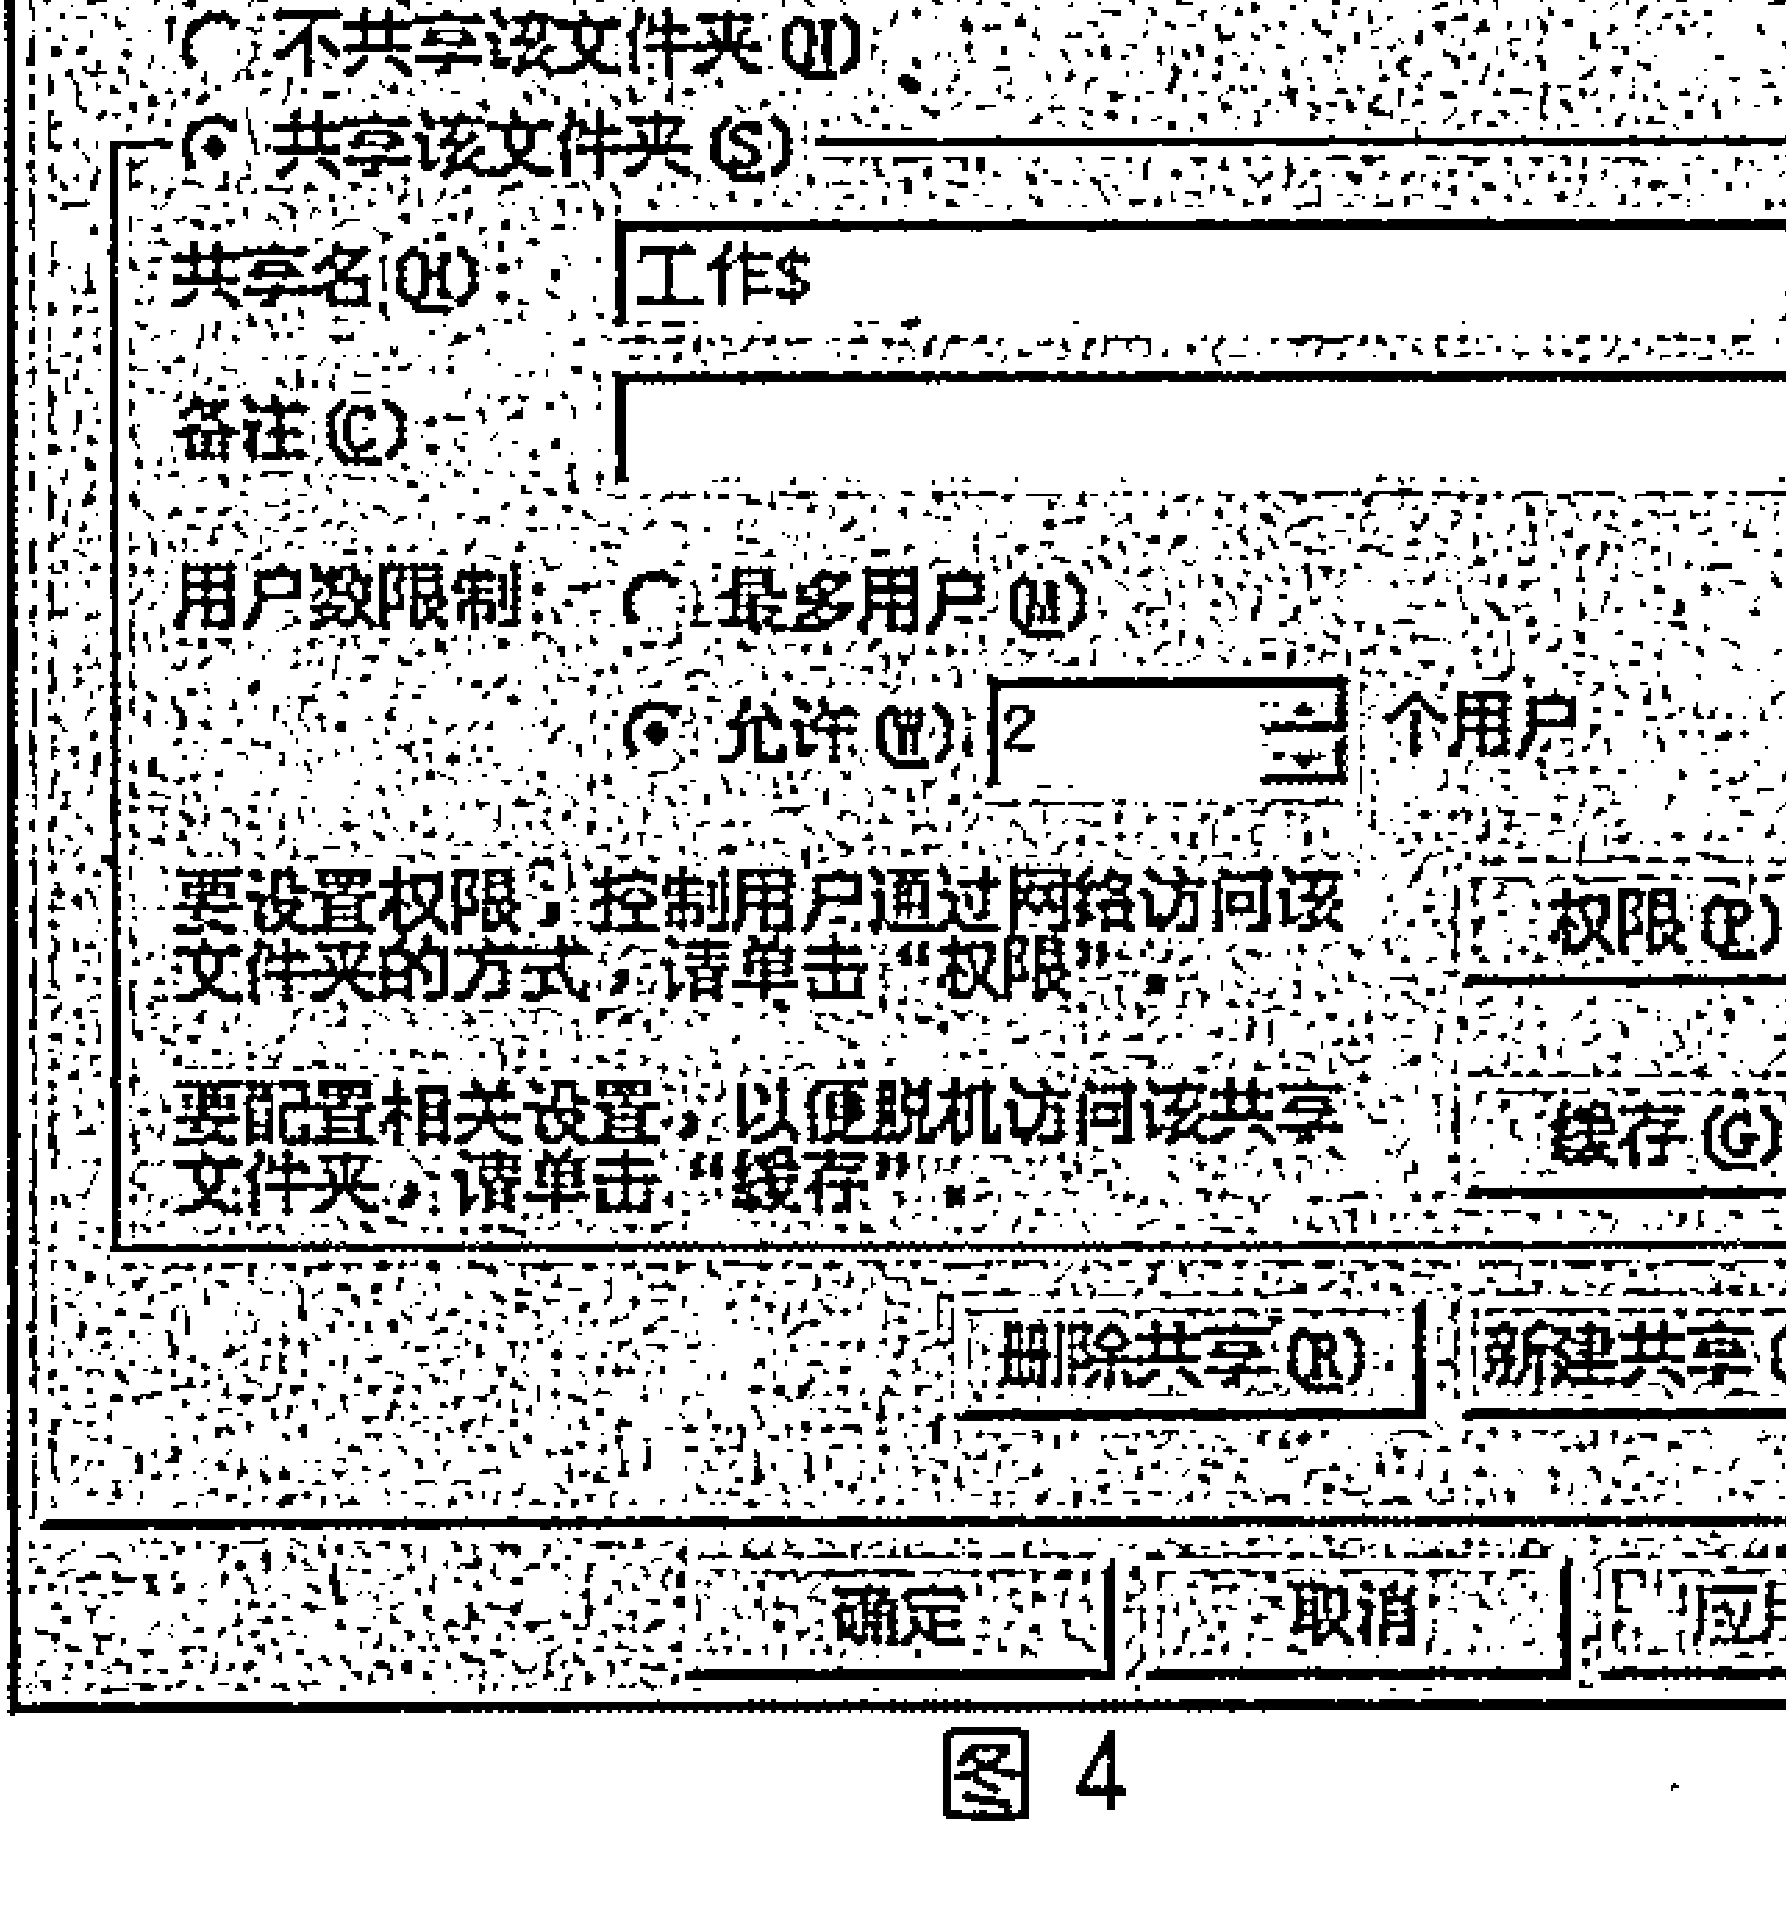 不共享该文件夹(N)
共享该文件夹(S)
共享名(H): 工作$
备注(C):
用户数限制: 最多用户(M)
允许(W) 2 个用户
要设置权限，控制用户通过网络访问该 权限(P)
文件夹的方式，请单击“权限”.
要配置相关设置，以便脱机访问该共享 缓存(G)
文件夹，请单击“缓存”.
删除共享(R) 新建共享(
确定 取消 应用
图 4